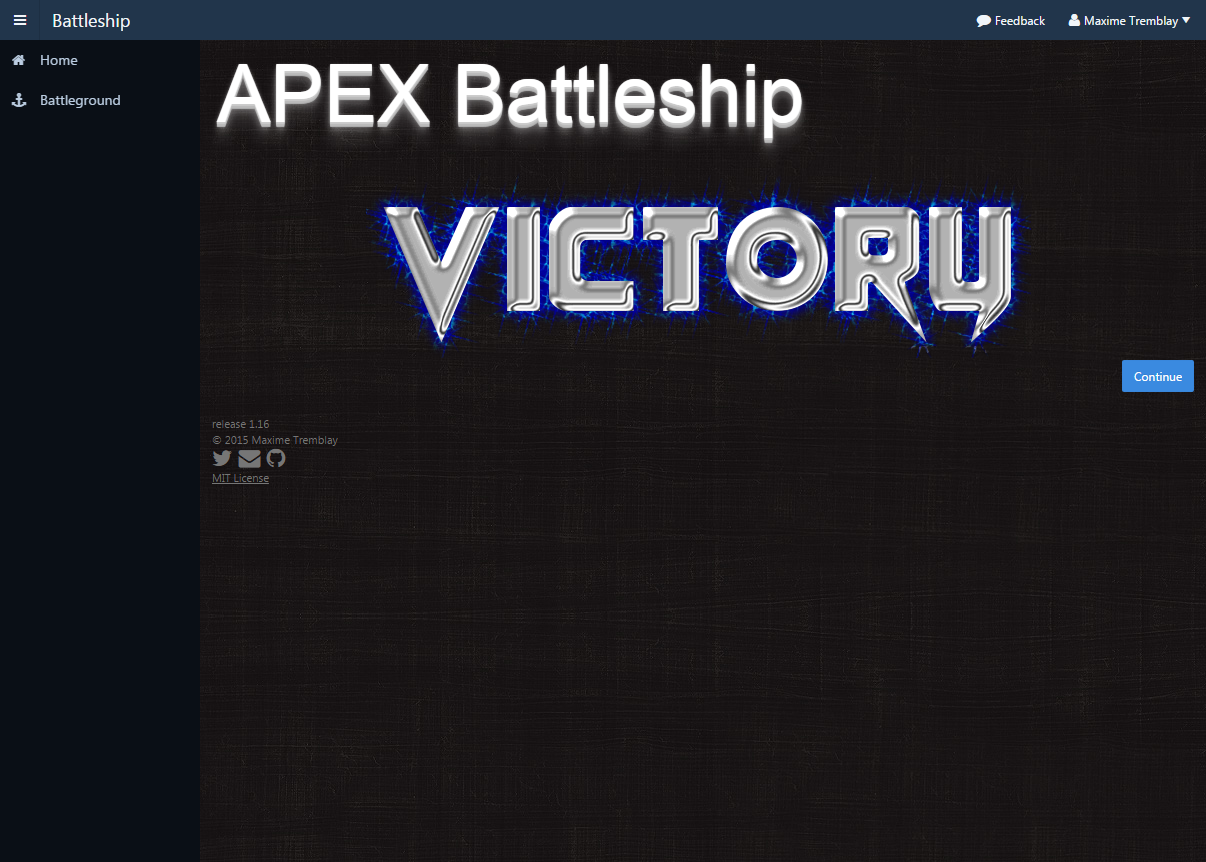 Battleship
Feedback
Maxime Tremblay
Home
Battleground
APEX Battleship
VICTORY
Continue
release 1.16
© 2015 Maxime Tremblay
MIT License